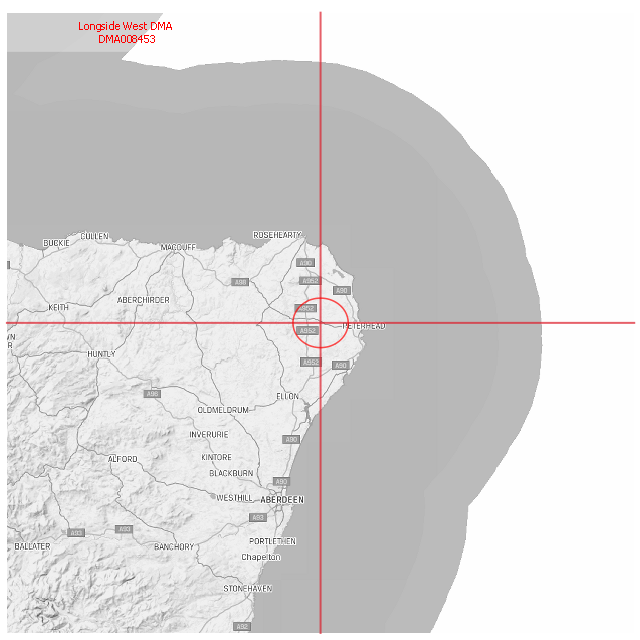 Longside West DMA
DMA008453
ROSEHEARTY
CULLEN
BUCKIE
MACDUFF
A90
A98
A952
A90
KEITH
ABERCHIRDER
A952
PETERHEAD
A952
HUNTLY
A952
A90
A96
ELLON
OLDMELDRUM
INVERURIE
A90
ALFORD
KINTORE
BLACKBURN
A90
WESTHILL
ABERDEEN
A93
A93
A93
PORTLETHEN
BALLATER
BANCHORY
Chapelton
STONEHAVEN
A92